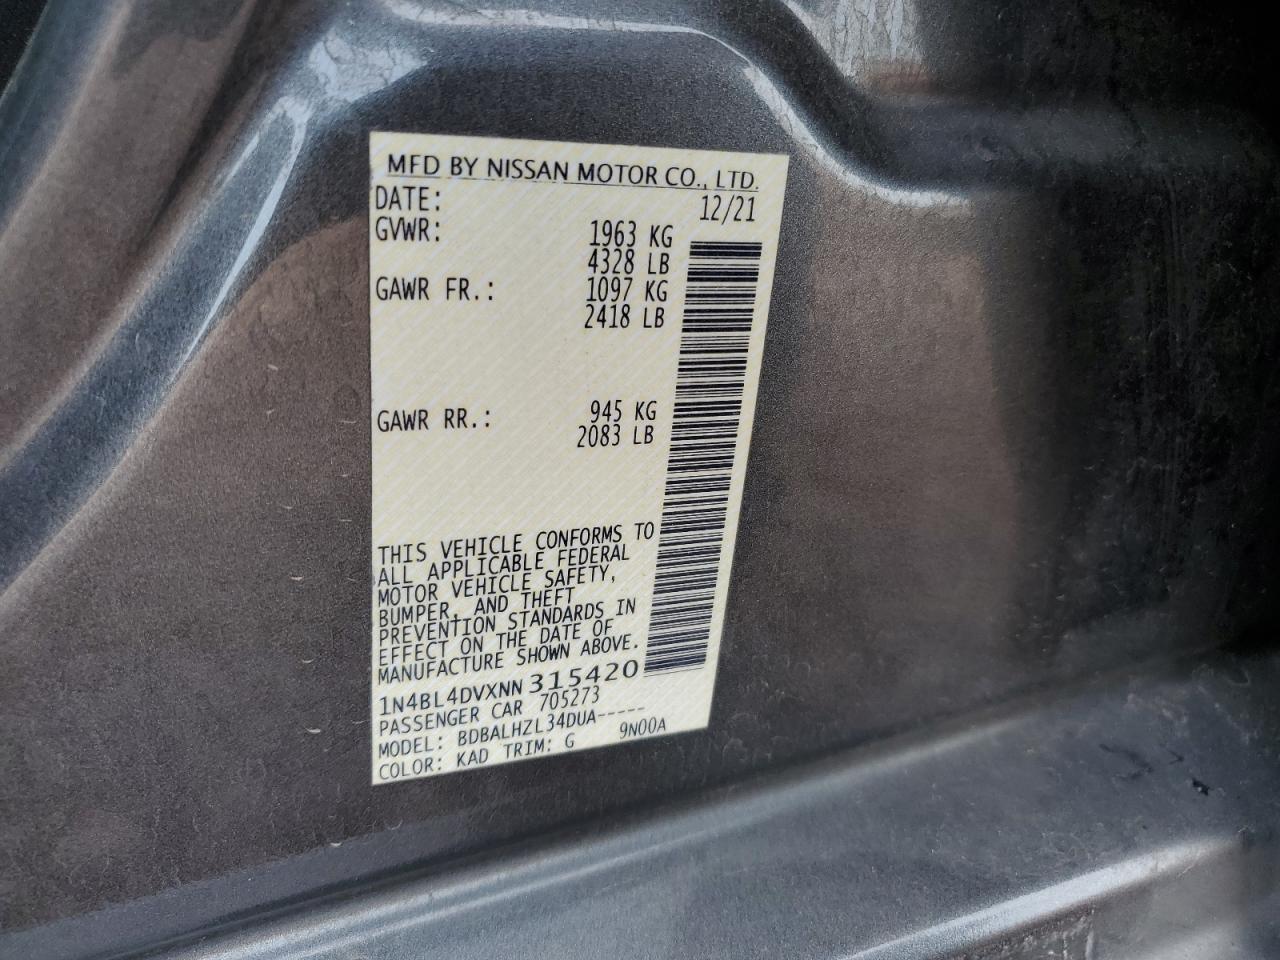 MFD BY NISSAN MOTOR CO., LTD.
DATE: 12/21
GVWR: 1963 KG
4328 LB
GAWR FR.: 1097 KG
2418 LB
GAWR RR.: 945 KG
2083 LB
THIS VEHICLE CONFORMS TO
ALL APPLICABLE FEDERAL
MOTOR VEHICLE SAFETY,
BUMPER, AND THEFT
PREVENTION STANDARDS IN
EFFECT ON THE DATE OF
MANUFACTURE SHOWN ABOVE.
1N4BL4DVXNN 315420
PASSENGER CAR 705273
MODEL: BDBALHZL34DUA-----
COLOR: KAD TRIM: G 9N00A